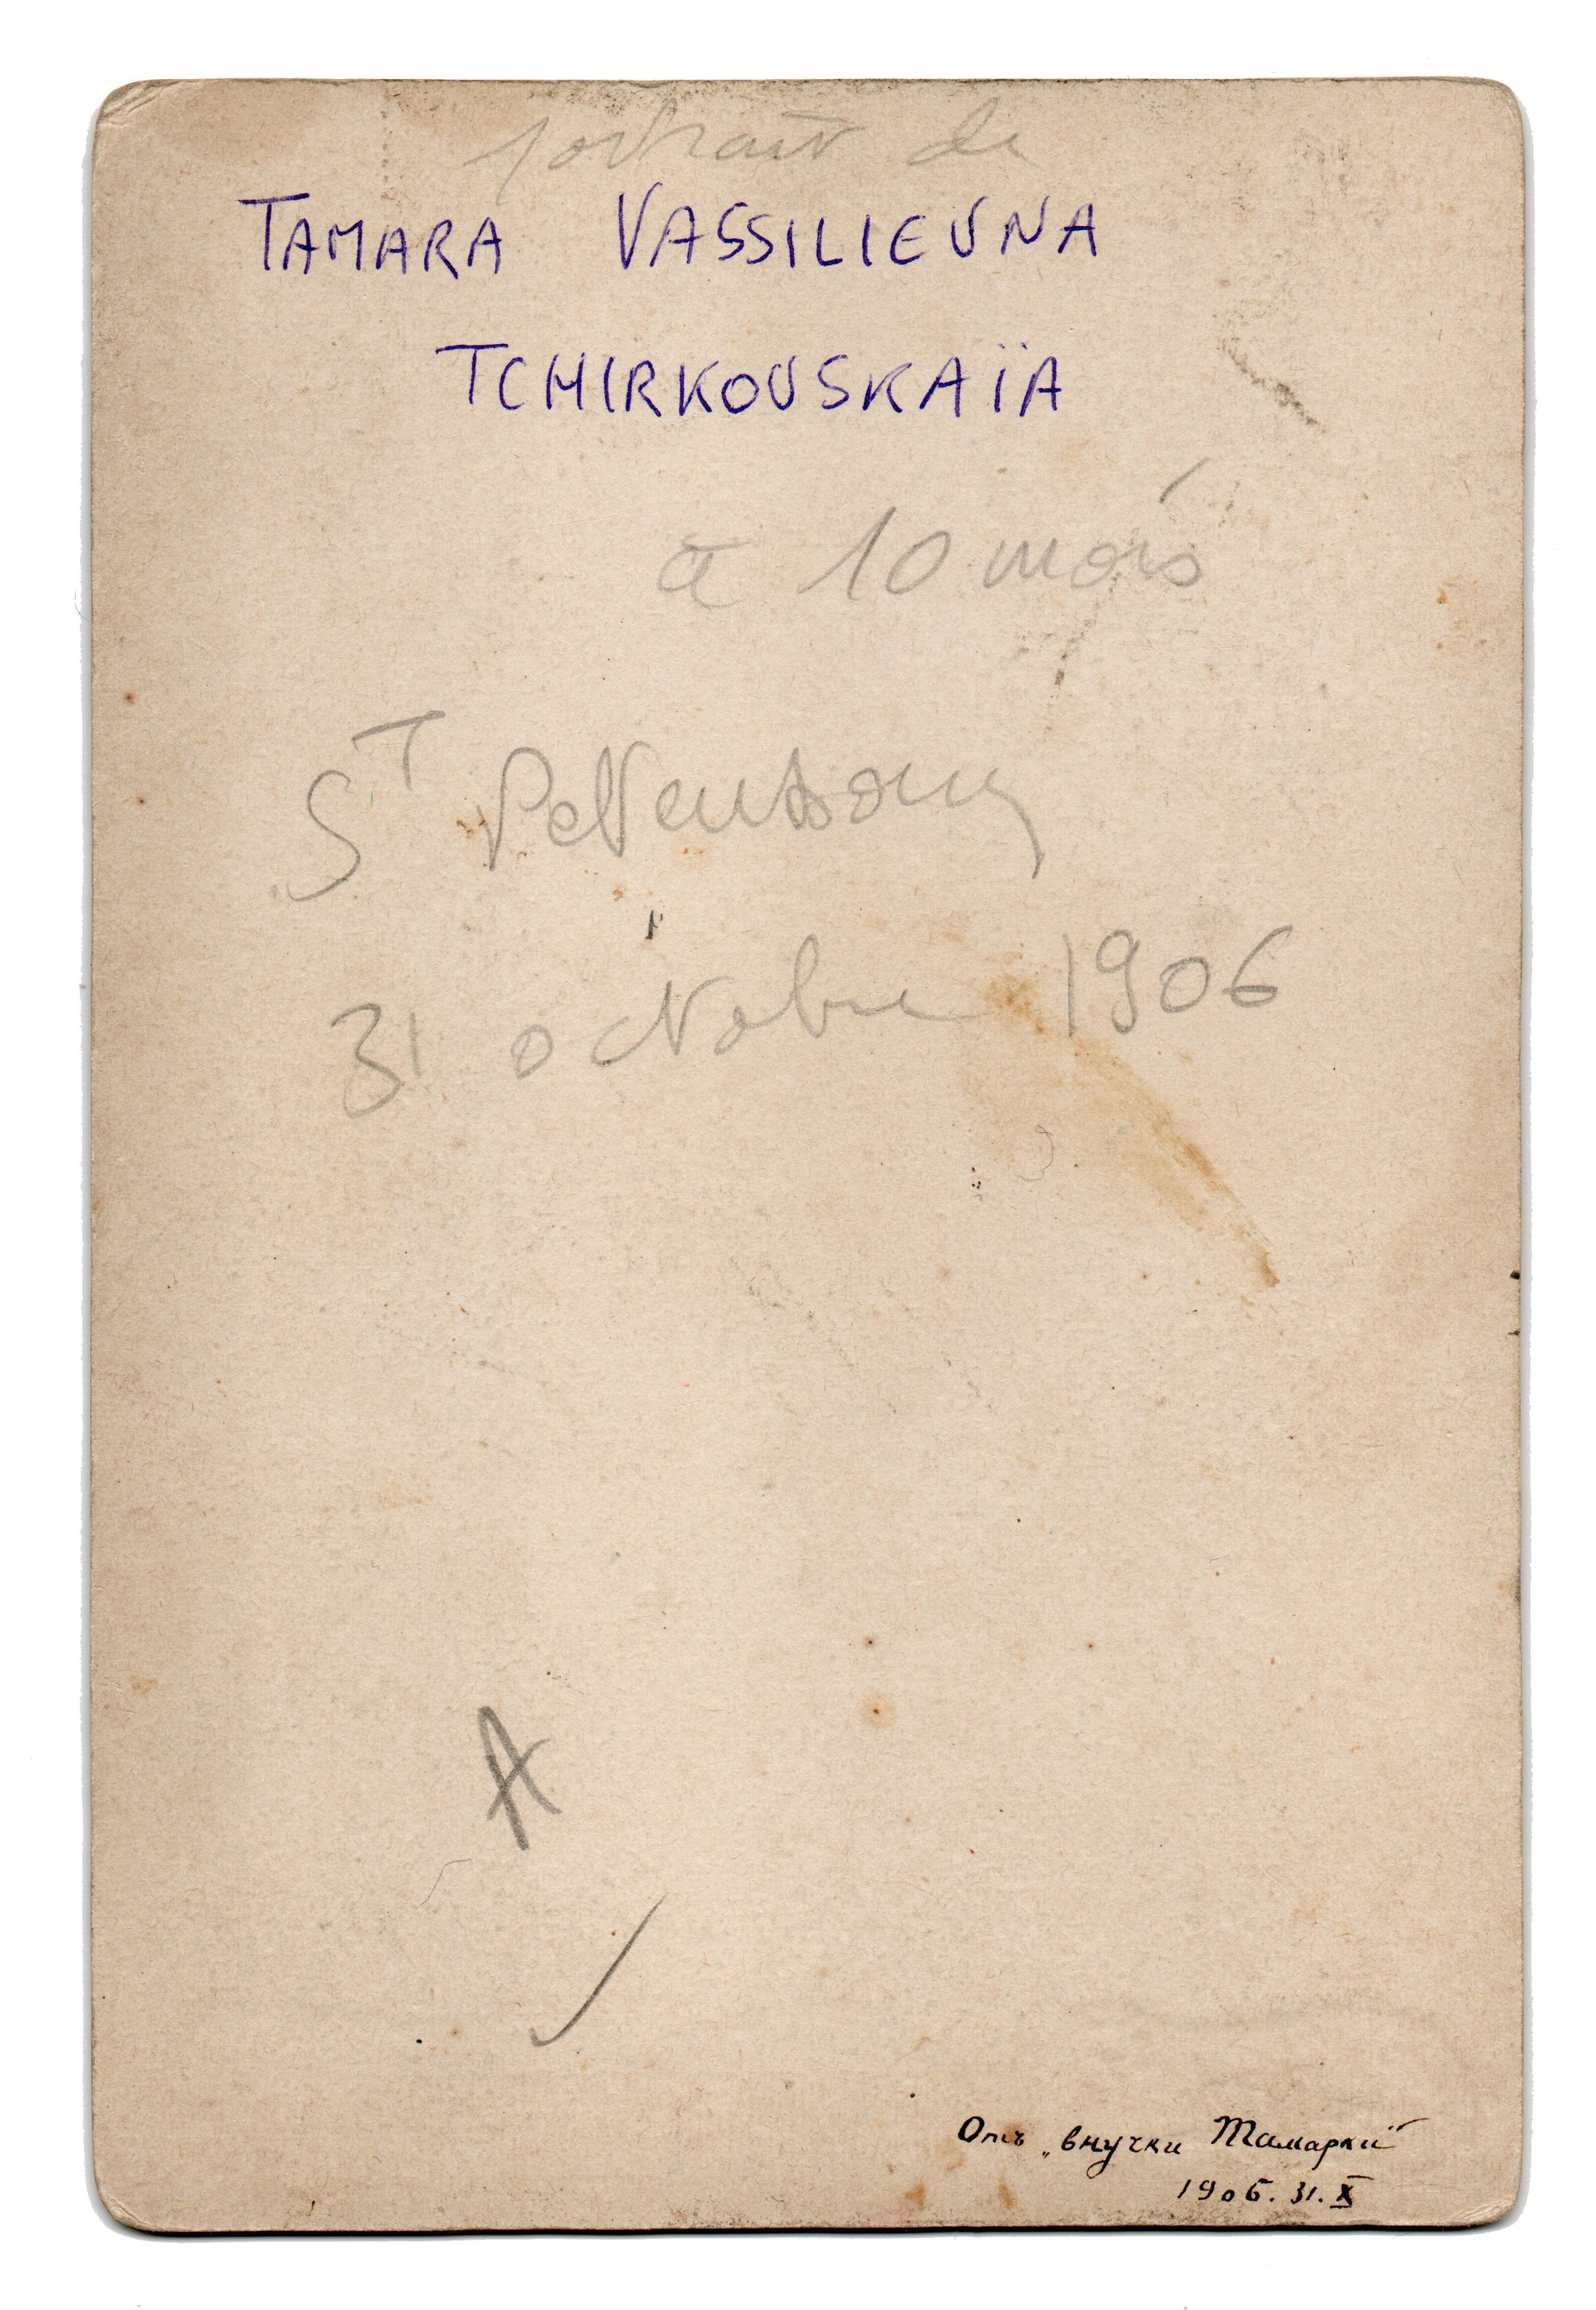 portrait de
TAMARA VASSILIEVNA
TCHIRKOVSKAÏA
à 10 mois
ST Petersbourg
31 octobre 1906
A
Отъ „внучки Тамарки“
1906. 31. X